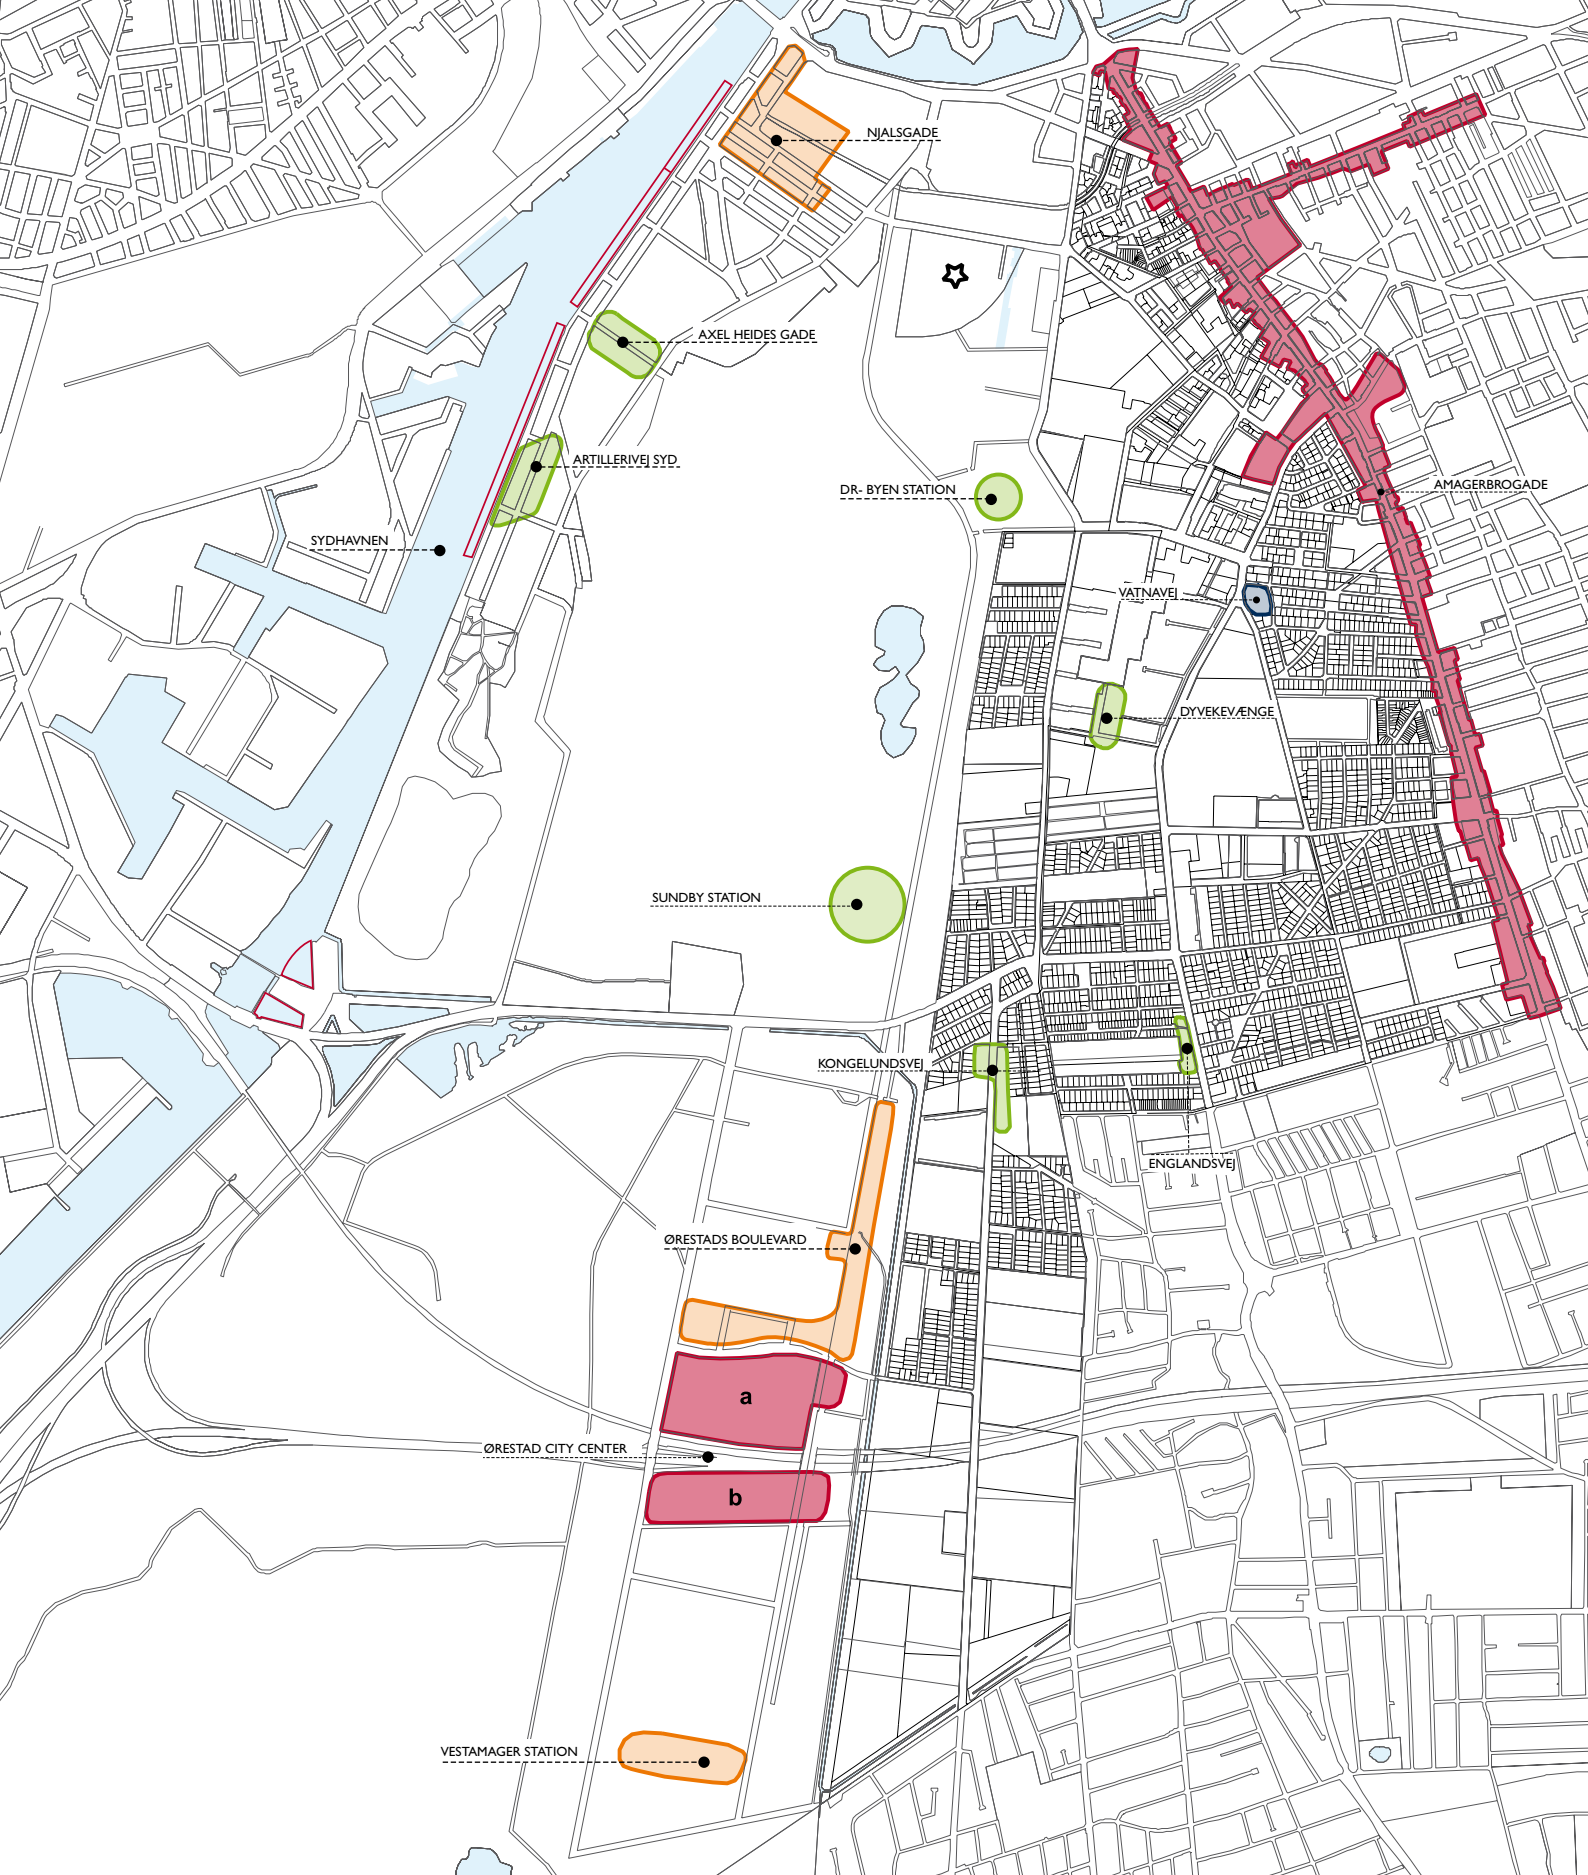 NJALSGADE
AXEL HEIDES GADE
ARTILLERIVEJ SYD
DR- BYEN STATION
AMAGERBROGADE
SYDHAVNEN
VATNAVEJ
DYVEKEVÆNGE
SUNDBY STATION
KONGELUNDSVEJ
ENGLANDSVEJ
ØRESTADS BOULEVARD
a
ØRESTAD CITY CENTER
b
VESTAMAGER STATION